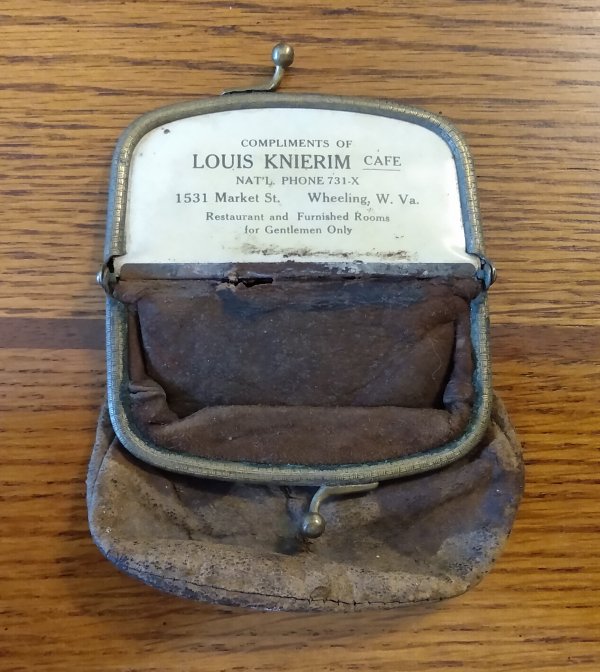 COMPLIMENTS OF
LOUIS KNIERIM CAFE
NAT'L. PHONE 731-X
1531 Market St. Wheeling, W. Va.
Restaurant and Furnished Rooms
for Gentlemen Only